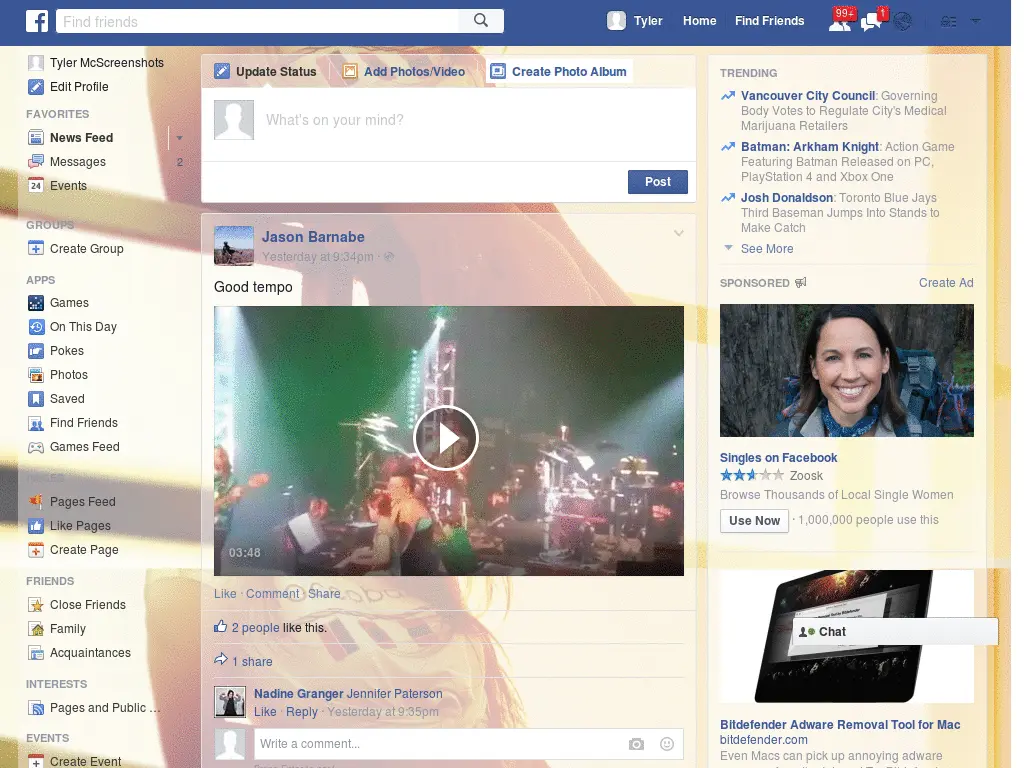 f
Find friends
Tyler
Home
Find Friends
99+
1
Tyler McScreenshots
Edit Profile
FAVORITES
News Feed
Messages
2
24
Events
GROUPS
Create Group
APPS
Games
On This Day
Pokes
Photos
Saved
Find Friends
Games Feed
Pages Feed
Like Pages
Create Page
FRIENDS
Close Friends
Family
Acquaintances
INTERESTS
Pages and Public ...
EVENTS
Create Event
Update Status
Add Photos/Video
Create Photo Album
What's on your mind?
Post
Jason Barnabe
Yesterday at 9:34pm ·
Good tempo
03:48
Like · Comment · Share
2 people like this.
1 share
Nadine Granger Jennifer Paterson
Like · Reply · Yesterday at 9:35pm
Write a comment...
TRENDING
Vancouver City Council: Governing
Body Votes to Regulate City's Medical
Marijuana Retailers
Batman: Arkham Knight: Action Game
Featuring Batman Released on PC,
PlayStation 4 and Xbox One
Josh Donaldson: Toronto Blue Jays
Third Baseman Jumps Into Stands to
Make Catch
See More
SPONSORED
Create Ad
Singles on Facebook
Zoosk
Browse Thousands of Local Single Women
Use Now · 1,000,000 people use this
Chat
Bitdefender Adware Removal Tool for Mac
bitdefender.com
Even Macs can pick up annoying adware